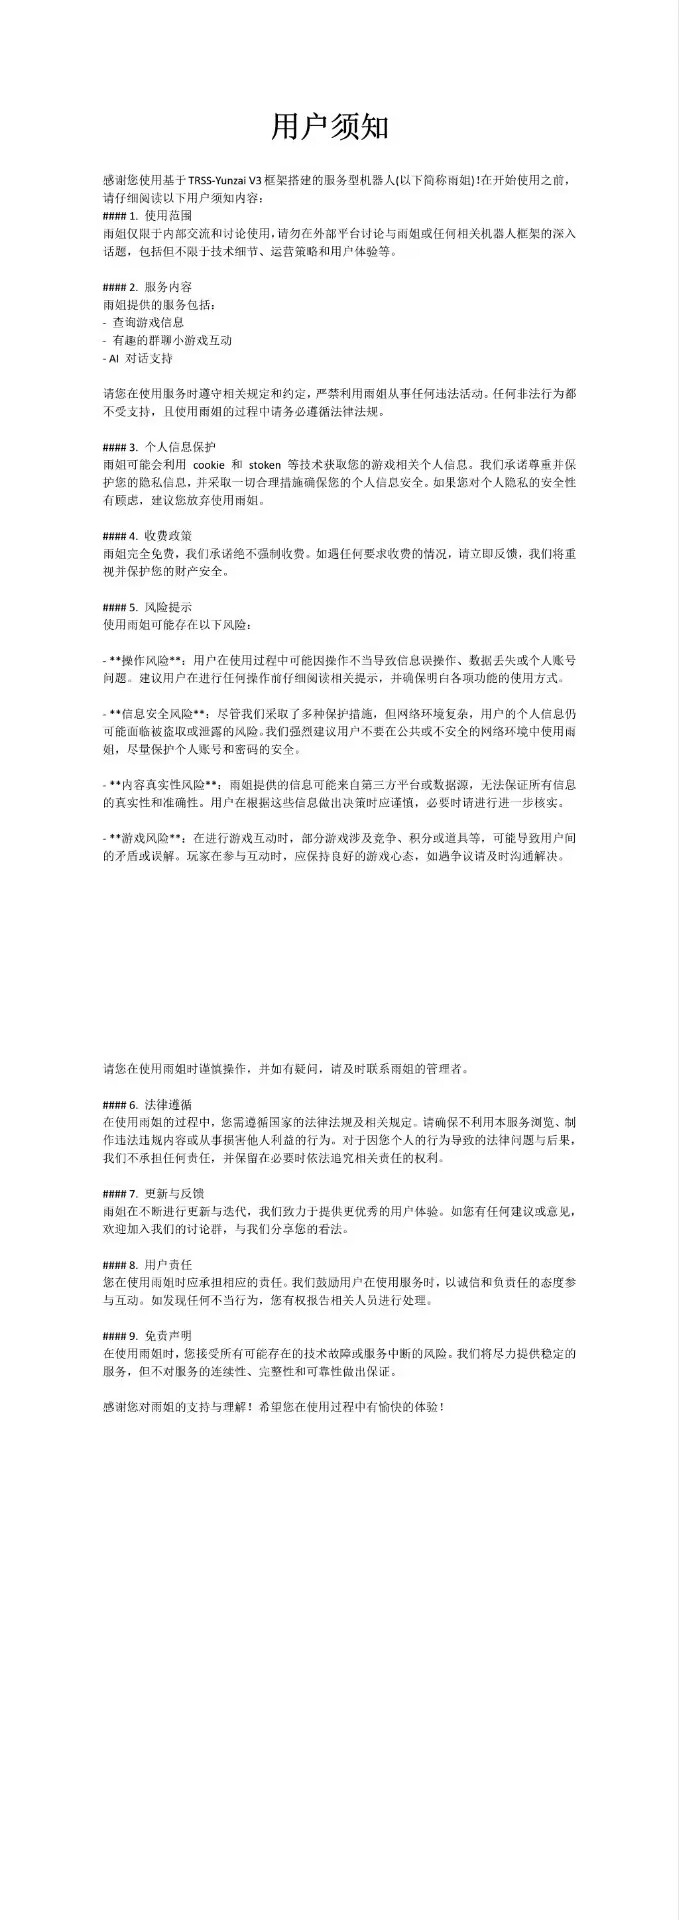 用户须知
感谢您使用基于 TRSS-Yunzai V3 框架搭建的服务型机器人(以下简称雨姐)！在开始使用之前，
请仔细阅读以下用户须知内容：
#### 1. 使用范围
雨姐仅限于内部交流和讨论使用，请勿在外部平台讨论与雨姐或任何相关机器人框架的深入
话题，包括但不限于技术细节、运营策略和用户体验等。
#### 2. 服务内容
雨姐提供的服务包括：
- 查询游戏信息
- 有趣的群聊小游戏互动
- AI 对话支持
请您在使用服务时遵守相关规定和约定，严禁利用雨姐从事任何违法活动。任何非法行为都
不受支持，且使用雨姐的过程中请务必遵循法律法规。
#### 3. 个人信息保护
雨姐可能会利用 cookie 和 stoken 等技术获取您的游戏相关个人信息。我们承诺尊重并保
护您的隐私信息，并采取一切合理措施确保您的个人信息安全。如果您对个人隐私的安全性
有顾虑，建议您放弃使用雨姐。
#### 4. 收费政策
雨姐完全免费，我们承诺绝不强制收费。如遇任何要求收费的情况，请立即反馈，我们将重
视并保护您的财产安全。
#### 5. 风险提示
使用雨姐可能存在以下风险：
- **操作风险**：用户在使用过程中可能因操作不当导致信息误操作、数据丢失或个人账号
问题。建议用户在进行任何操作前仔细阅读相关提示，并确保明白各项功能的使用方式。
- **信息安全风险**：尽管我们采取了多种保护措施，但网络环境复杂，用户的个人信息仍
可能面临被盗取或泄露的风险。我们强烈建议用户不要在公共或不安全的网络环境中使用雨
姐，尽量保护个人账号和密码的安全。
- **内容真实性风险**：雨姐提供的信息可能来自第三方平台或数据源，无法保证所有信息
的真实性和准确性。用户在根据这些信息做出决策时应谨慎，必要时请进行进一步核实。
- **游戏风险**：在进行游戏互动时，部分游戏涉及竞争、积分或道具等，可能导致用户间
的矛盾或误解。玩家在参与互动时，应保持良好的游戏心态，如遇争议请及时沟通解决。
请您在使用雨姐时谨慎操作，并如有疑问，请及时联系雨姐的管理者。
#### 6. 法律遵循
在使用雨姐的过程中，您需遵循国家的法律法规及相关规定。请确保不利用本服务浏览、制
作违法违规内容或从事损害他人利益的行为。对于因您个人的行为导致的法律问题与后果，
我们不承担任何责任，并保留在必要时依法追究相关责任的权利。
#### 7. 更新与反馈
雨姐在不断进行更新与迭代，我们致力于提供更优秀的用户体验。如您有任何建议或意见，
欢迎加入我们的讨论群，与我们分享您的看法。
#### 8. 用户责任
您在使用雨姐时应承担相应的责任。我们鼓励用户在使用服务时，以诚信和负责任的态度参
与互动。如发现任何不当行为，您有权报告相关人员进行处理。
#### 9. 免责声明
在使用雨姐时，您接受所有可能存在的技术故障或服务中断的风险。我们将尽力提供稳定的
服务，但不对服务的连续性、完整性和可靠性做出保证。
感谢您对雨姐的支持与理解！希望您在使用过程中有愉快的体验！